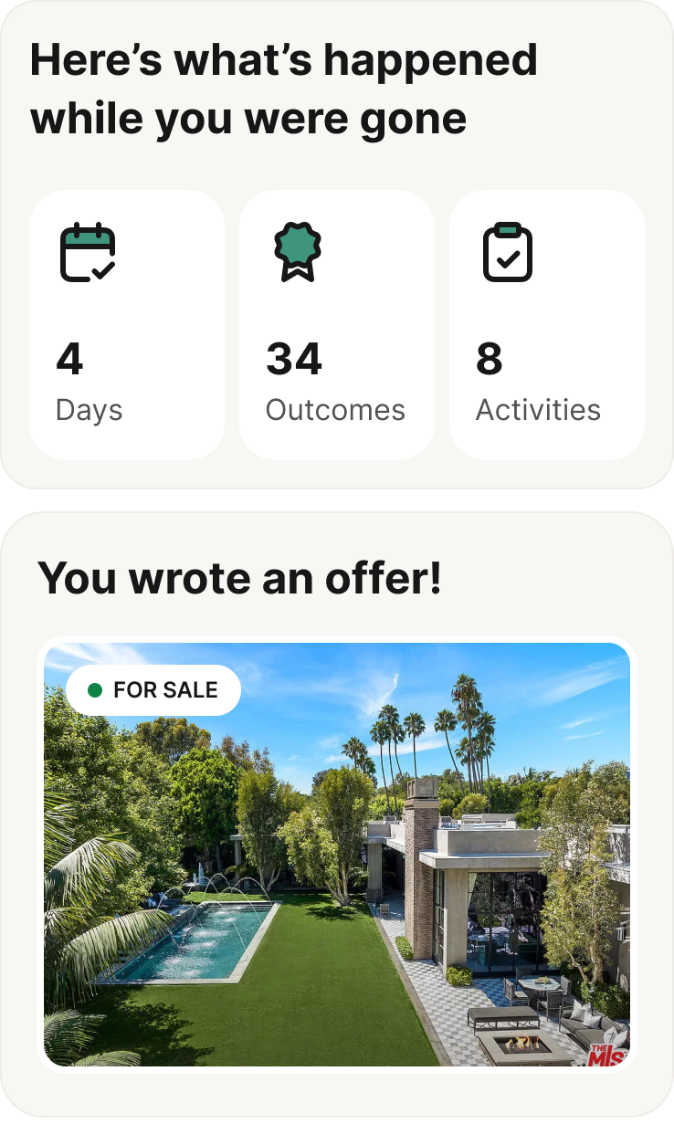 Here’s what’s happened
while you were gone
4
Days
34
Outcomes
8
Activities
You wrote an offer!
FOR SALE
THE
MLS